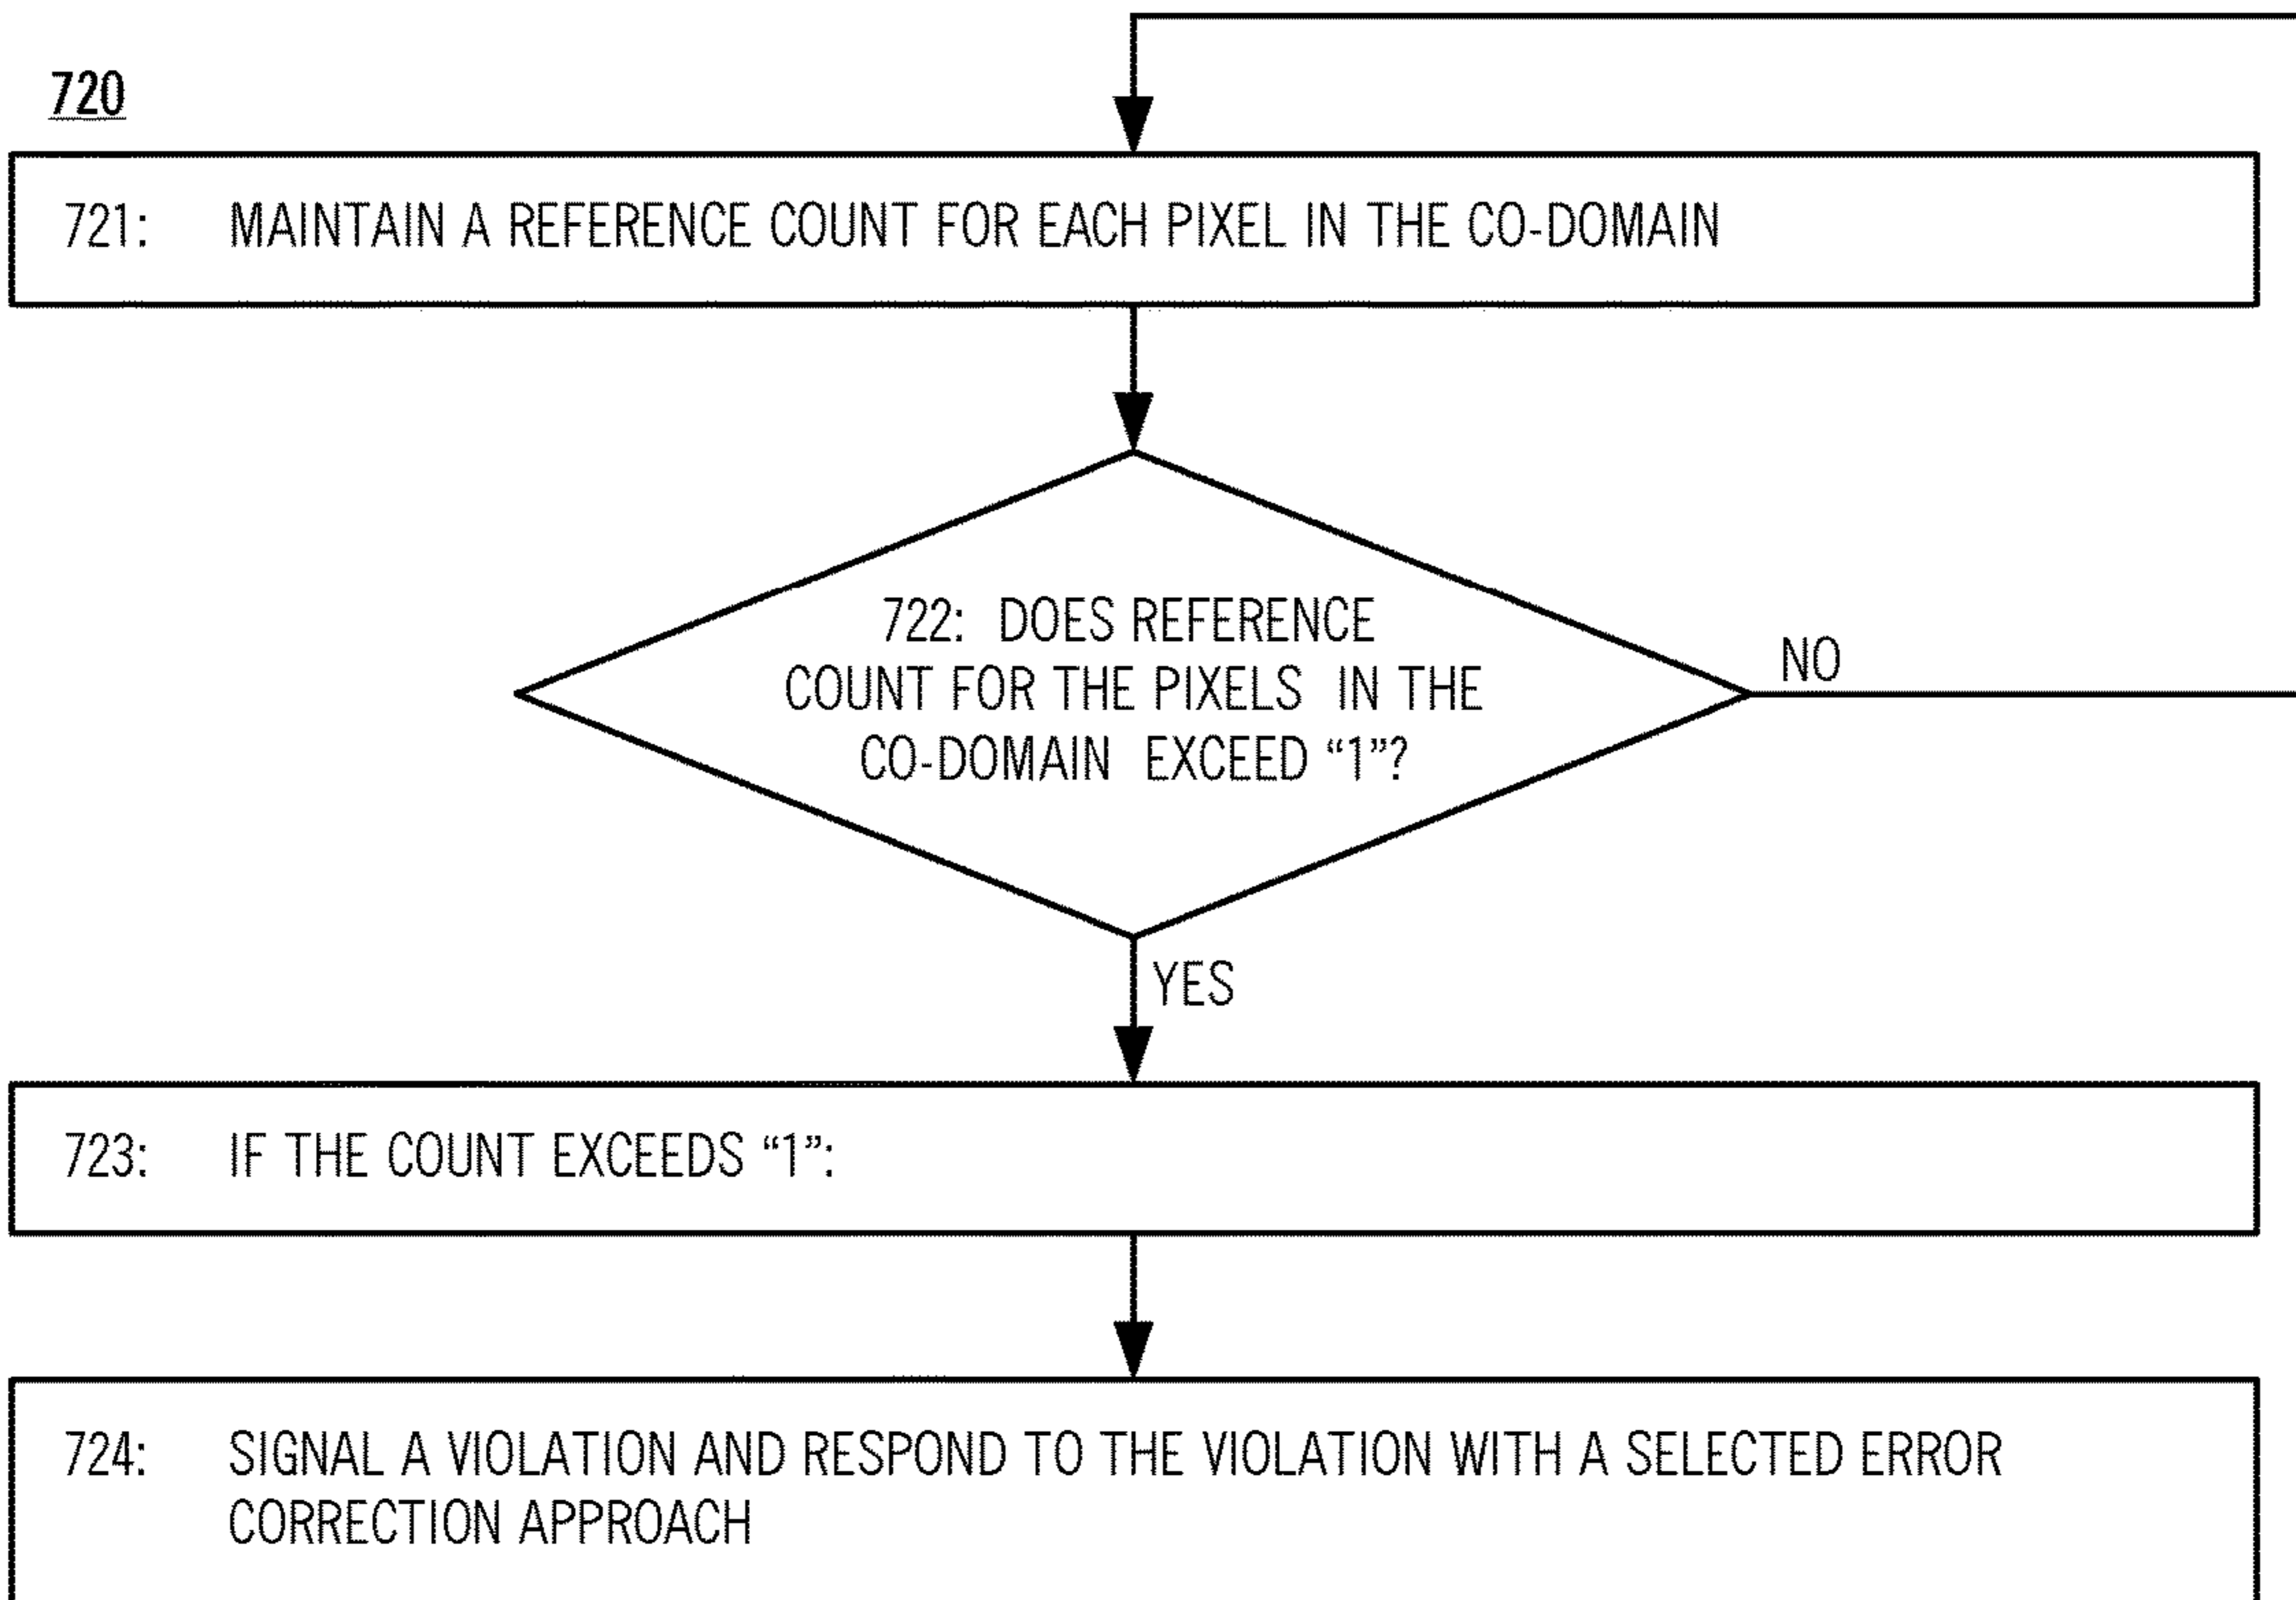 720
721: MAINTAIN A REFERENCE COUNT FOR EACH PIXEL IN THE CO-DOMAIN
722: DOES REFERENCE
COUNT FOR THE PIXELS IN THE
CO-DOMAIN EXCEED “1”?
NO
YES
723: IF THE COUNT EXCEEDS “1”:
724: SIGNAL A VIOLATION AND RESPOND TO THE VIOLATION WITH A SELECTED ERROR
CORRECTION APPROACH